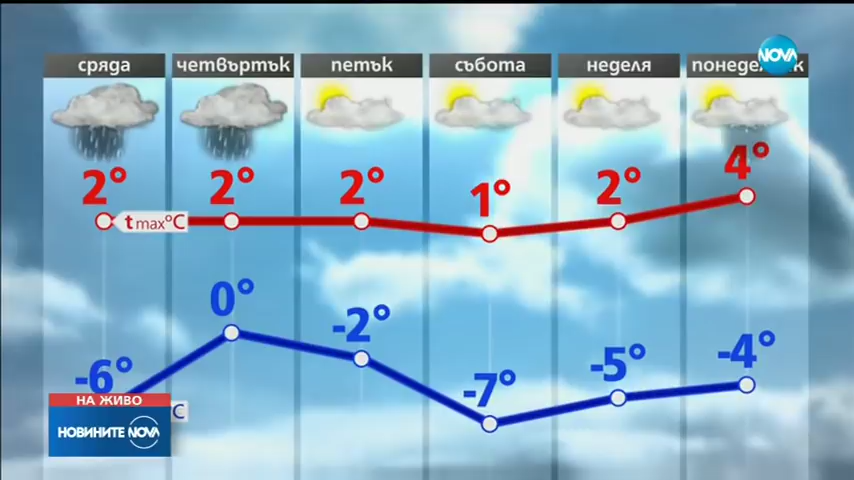 сряда четвъртък петък събота неделя
NOVA
2° 2° 2° 1° 2° 4°
t max°C
-6° 0° -2° -7° -5° -4°
НА ЖИВО
НОВИНИТЕ NOVA
°C